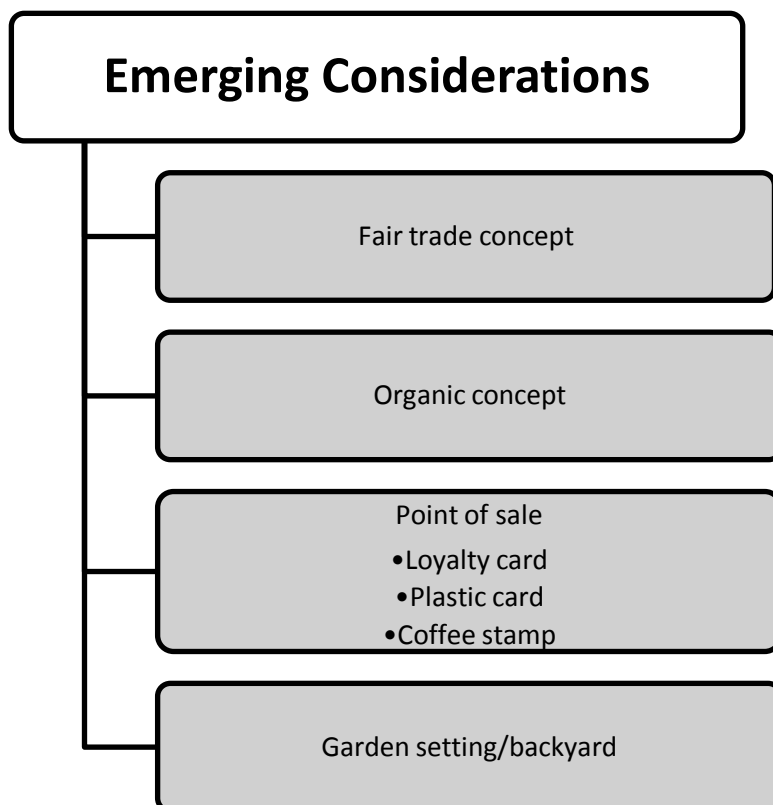 Emerging Considerations
Fair trade concept
Organic concept
Point of sale
•Loyalty card
•Plastic card
•Coffee stamp
Garden setting/backyard